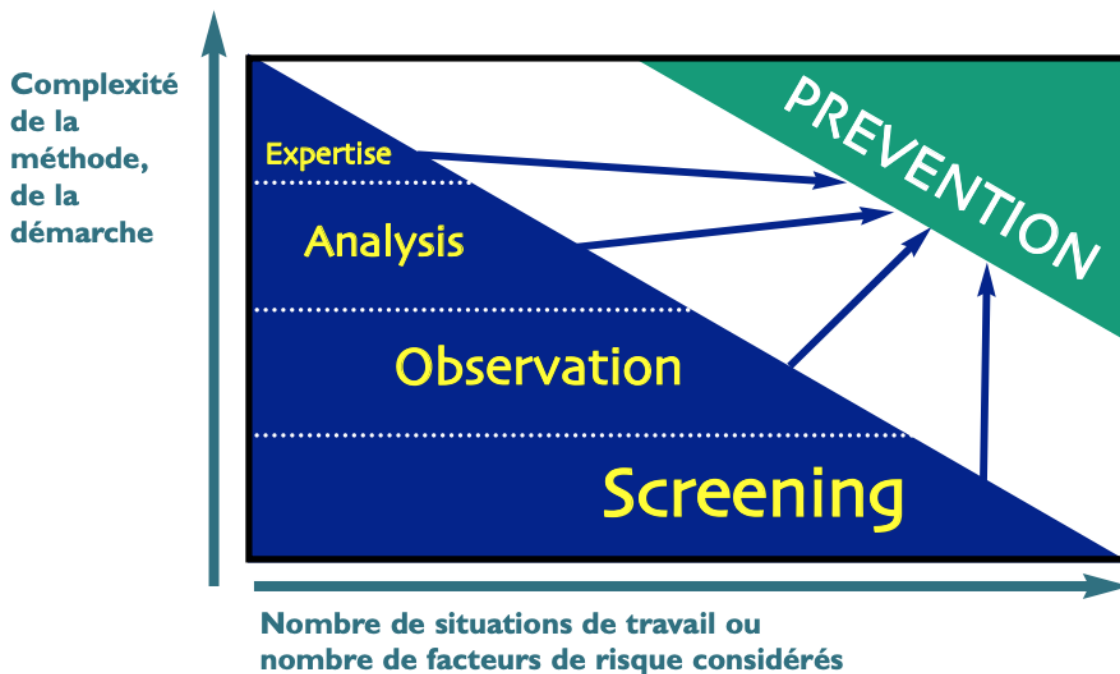 Complexité
de la
méthode,
de la
démarche
PREVENTION
Expertise
Analysis
Observation
Screening
Nombre de situations de travail ou
nombre de facteurs de risque considérés